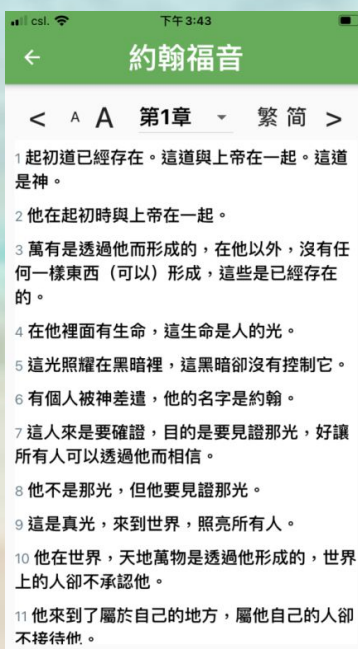 csl. 下午3:43
← 約翰福音
< A A 第1章 繁 简 >
1 起初道已經存在。這道與上帝在一起。這道
是神。
2 他在起初時與上帝在一起。
3 萬有是透過他而形成的，在他以外，沒有任
何一樣東西（可以）形成，這些是已經存在
的。
4 在他裡面有生命，這生命是人的光。
5 這光照耀在黑暗裡，這黑暗卻沒有控制它。
6 有個人被神差遣，他的名字是約翰。
7 這人來是要確證，目的是要見證那光，好讓
所有人可以透過他而相信。
8 他不是那光，但他要見證那光。
9 這是真光，來到世界，照亮所有人。
10 他在世界，天地萬物是透過他形成的，世界
上的人卻不承認他。
11 他來到了屬於自己的地方，屬他自己的人卻
不接待他。